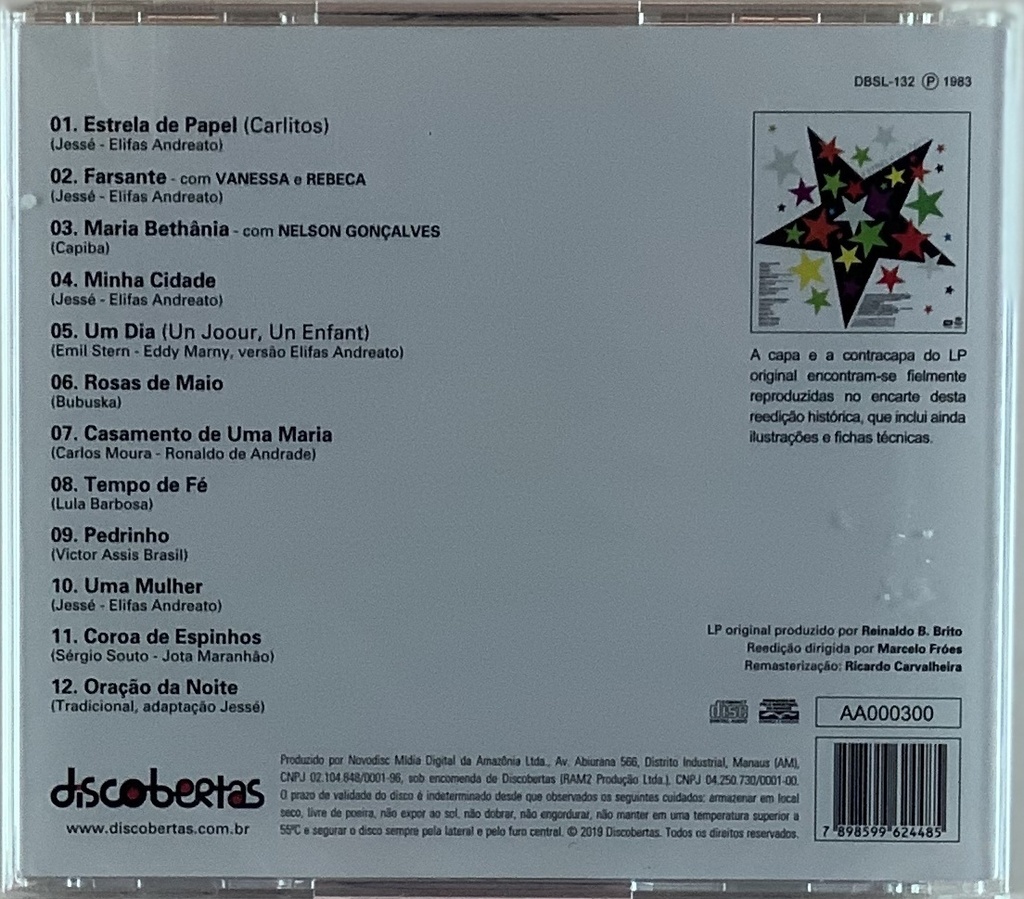 DBSL-132 Ⓟ 1983
01. Estrela de Papel (Carlitos)
(Jessé - Elifas Andreato)
02. Farsante - com VANESSA e REBECA
(Jessé - Elifas Andreato)
03. Maria Bethânia - com NELSON GONÇALVES
(Capiba)
04. Minha Cidade
(Jessé - Elifas Andreato)
05. Um Dia (Un Joour, Un Enfant)
(Emil Stern - Eddy Marny, versão Elifas Andreato)
06. Rosas de Maio
(Bubuska)
07. Casamento de Uma Maria
(Carlos Moura - Ronaldo de Andrade)
08. Tempo de Fé
(Lula Barbosa)
09. Pedrinho
(Victor Assis Brasil)
10. Uma Mulher
(Jessé - Elifas Andreato)
11. Coroa de Espinhos
(Sérgio Souto - Jota Maranhão)
12. Oração da Noite
(Tradicional, adaptação Jessé)
A capa e a contracapa do LP
original encontram-se fielmente
reproduzidas no encarte desta
reedição histórica, que inclui ainda
ilustrações e fichas técnicas.
LP original produzido por Reinaldo B. Brito
Reedição dirigida por Marcelo Fróes
Remasterização: Ricardo Carvalheira
disc
AA000300
discobertas
www.discobertas.com.br
Produzido por Novodisc Mídia Digital da Amazônia Ltda., Av. Abiurana 566, Distrito Industrial, Manaus (AM),
CNPJ 02.104.848/0001-96, sob encomenda de Discobertas (RAM2 Produção Ltda.), CNPJ 04.250.730/0001-00.
O prazo de validade do disco é indeterminado desde que observados os seguintes cuidados: armazenar em local
seco, livre de poeira, não expor ao sol, não dobrar, não engordurar, não manter em uma temperatura superior a
55ºC e segurar o disco sempre pela lateral e pelo furo central. © 2019 Discobertas. Todos os direitos reservados.
7 898599 624485